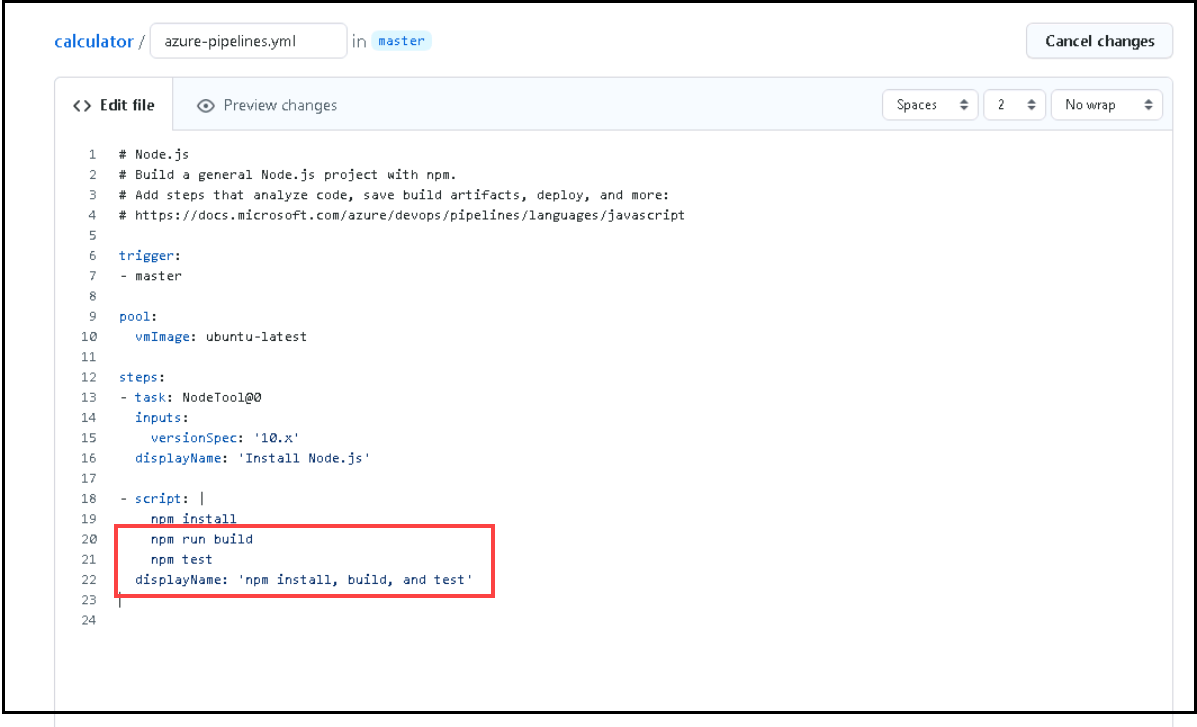 calculator / azure-pipelines.yml in master
Cancel changes
<> Edit file
Preview changes
Spaces
2
No wrap
1 # Node.js
2 # Build a general Node.js project with npm.
3 # Add steps that analyze code, save build artifacts, deploy, and more:
4 # https://docs.microsoft.com/azure/devops/pipelines/languages/javascript
5
6 trigger:
7 - master
8
9 pool:
10   vmImage: ubuntu-latest
11
12 steps:
13 - task: NodeTool@0
14   inputs:
15     versionSpec: '10.x'
16   displayName: 'Install Node.js'
17
18 - script: |
19     npm install
20     npm run build
21     npm test
22   displayName: 'npm install, build, and test'
23
24